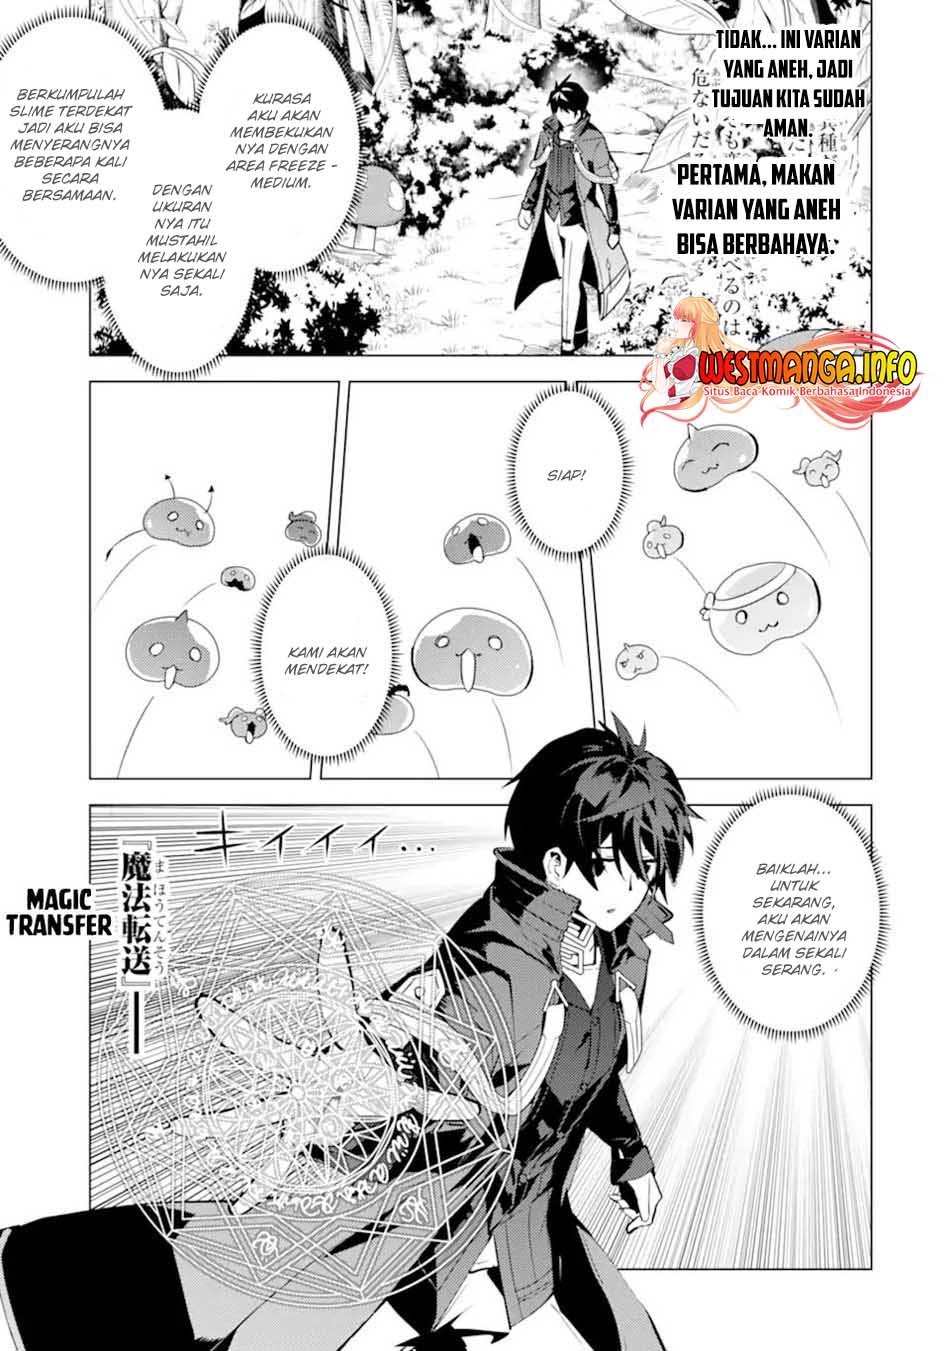 TIDAK... INI VARIAN
YANG ANEH, JADI
TUJUAN KITA SUDAH
AMAN.
PERTAMA, MAKAN
VARIAN YANG ANEH
BISA BERBAHAYA.
KURASA
AKU AKAN
MEMBEKUKAN
NYA DENGAN
AREA FREEZE -
MEDIUM.
DENGAN
UKURAN
NYA ITU
MUSTAHIL
MELAKUKAN
NYA SEKALI
SAJA.
BERKUMPULAH
SLIME TERDEKAT
JADI AKU BISA
MENYERANGNYA
BEBERAPA KALI
SECARA
BERSAMAAN.
WESTMANGA.INFO
Situs Baca Komik Berbahasa Indonesia
SIAP!
KAMI AKAN
MENDEKAT!
BAIKLAH...
UNTUK
SEKARANG,
AKU AKAN
MENGENAINYA
DALAM SEKALI
SERANG.
キィィィィ
『魔法転送』
まほうてんそう
MAGIC
TRANSFER